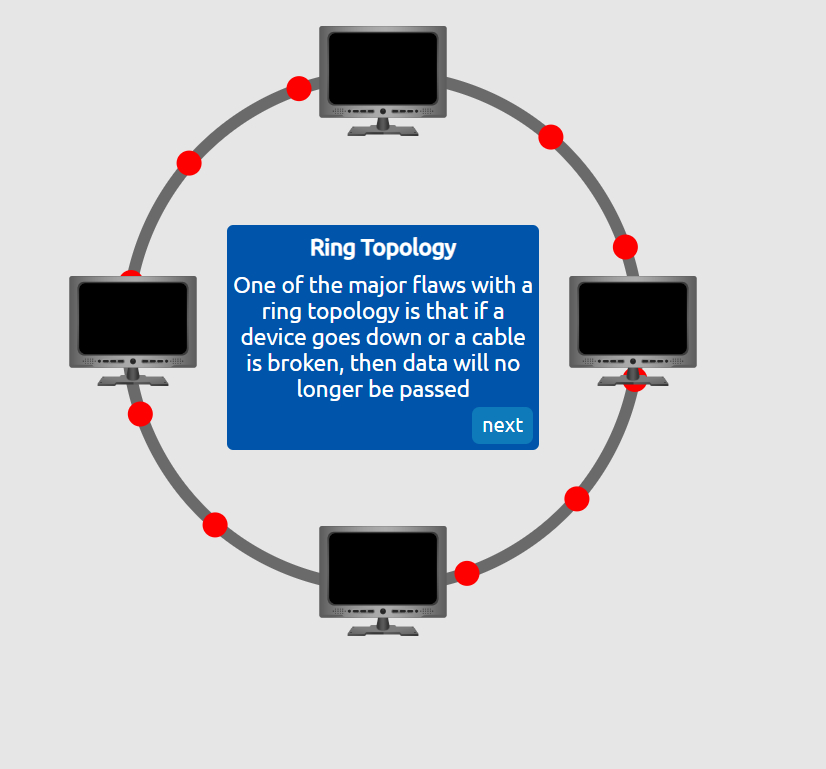 Ring Topology
One of the major flaws with a
ring topology is that if a
device goes down or a cable
is broken, then data will no
longer be passed
next